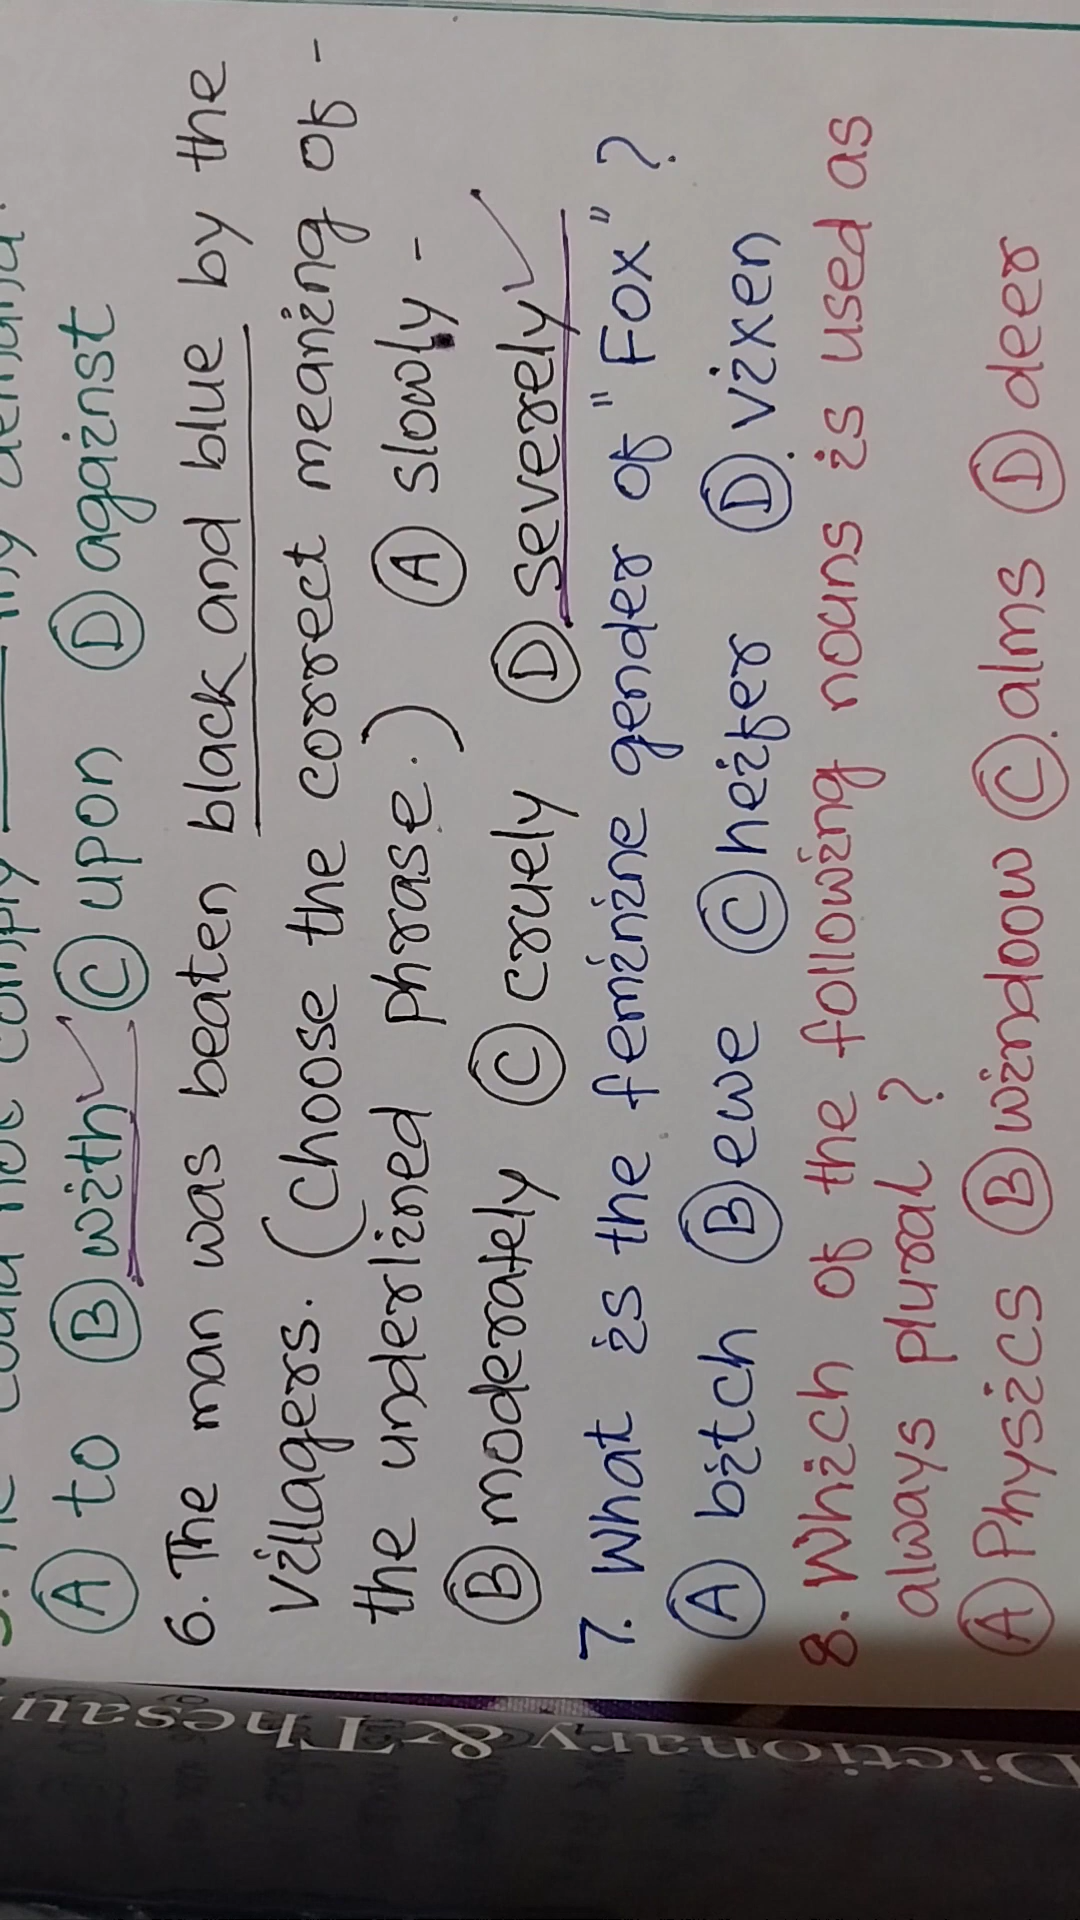 (A) to (B) with ✓ (C) upon (D) against
6. The man was beaten black and blue by the
villagers. (Choose the correct meaning of -
the underlined phrase.) (A) slowly -
(B) moderately (C) cruely (D) severely ✓
7. What is the feminine gender of "Fox" ?
(A) bitch (B) ewe (C) heifer (D) vixen
8. Which of the following nouns is used as
always plural ?
(A) Physics (B) windoow (C) alms (D) deer
Dictionary & Thesau